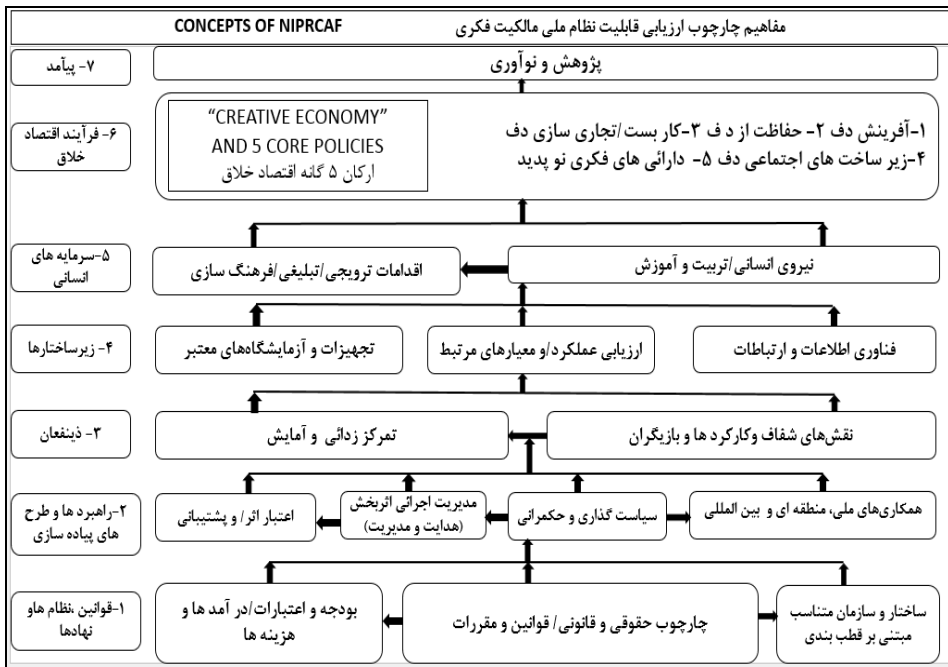 مفاهیم چارچوب ارزیابی قابلیت نظام ملی مالکیت فکری
CONCEPTS OF NIPRCAF
۷- پیآمد
پژوهش و نوآوری
۶- فرآیند اقتصاد
خلاق
۱-آفرینش دف ۲- حفاظت از د ف ۳-کار بست/تجاری سازی دف
۴-زیر ساخت های اجتماعی دف ۵- دارائی های فکری نو پدید
“CREATIVE ECONOMY”
AND 5 CORE POLICIES
ارکان ۵ گانه اقتصاد خلاق
۵-سرمایه های
انسانی
نیروی انسانی/تربیت و آموزش
اقدامات ترویجی/تبلیغی/فرهنگ سازی
۴- زیرساختارها
فناوری اطلاعات و ارتباطات
ارزیابی عملکرد/و معیارهای مرتبط
تجهیزات و آزمایشگاه‌های معتبر
۳- ذینفعان
نقش‌های شفاف وکارکرد ها و بازیگران
تمرکز زدائی و آمایش
۲-راهبرد ها و طرح
های پیاده سازی
همکاری‌های ملی، منطقه ای و بین المللی
سیاست گذاری و حکمرانی
مدیریت اجرائی اثربخش
(هدایت و مدیریت)
اعتبار اثر/ و پشتیبانی
۱-قوانین ،نظام هاو
نهادها
ساختار و سازمان متناسب
مبتنی بر قطب بندی
چارچوب حقوقی و قانونی/ قوانین و مقررات
بودجه و اعتبارات/در آمد ها و
هزینه ها